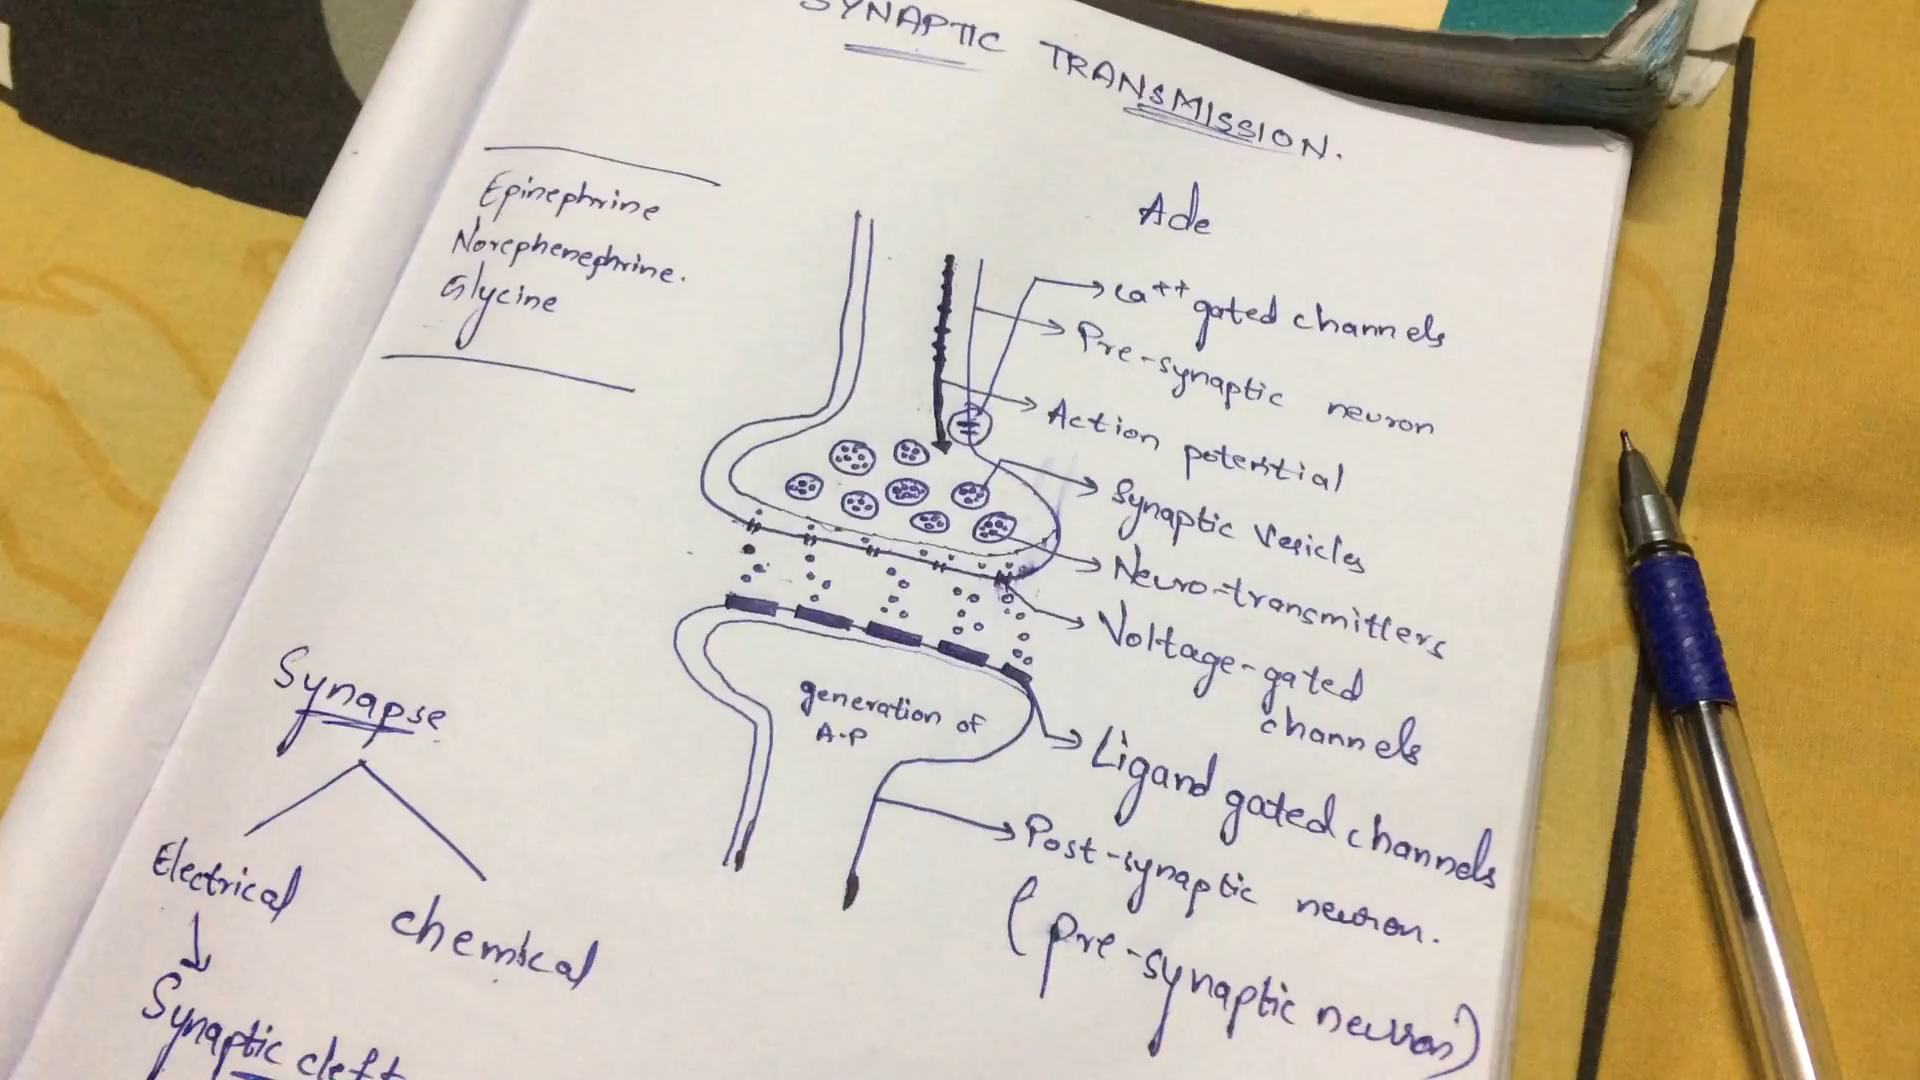 SYNAPTIC TRANSMISSION.
Epinephrine
Norephenephrine.
Glycine
Ade
Ca++ gated channels
Pre-synaptic neuron
Action potential
Synaptic Vesicles
Neuro-transmitters
Voltage-gated
channels
Ligand gated channels
Post-synaptic neuron.
(pre-synaptic neuron)
generation of
A.P
Synapse
Electrical
chemical
Synaptic cleft